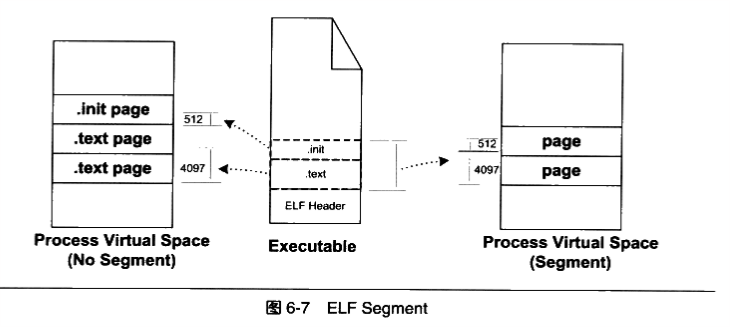 .init page
.text page
.text page
512
4097
Process Virtual Space
(No Segment)
.init
.text
ELF Header
Executable
512
4097
page
page
Process Virtual Space
(Segment)
图 6-7 ELF Segment